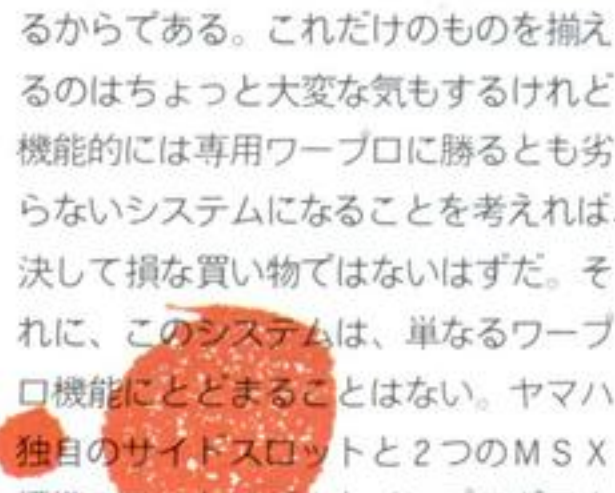 るからである。これだけのものを揃え
るのはちょっと大変な気もするけれど
機能的には専用ワープロに勝るとも劣
らないシステムになることを考えれば
決して損な買い物ではないはずだ。そ
れに、このシステムは、単なるワープ
ロ機能にとどまることはない。ヤマハ
独自のサイドスロットと2つのMSX